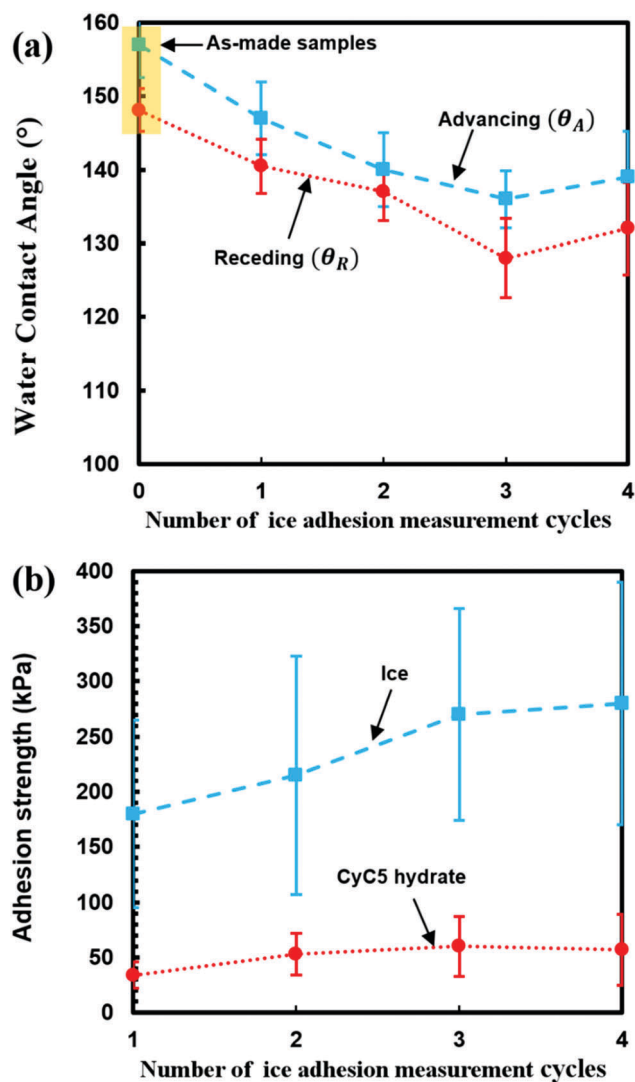 (a)
160
As-made samples
150
Advancing (θ_A)
140
Receding (θ_R)
130
120
110
100
Water Contact Angle (°)
0 1 2 3 4
Number of ice adhesion measurement cycles
(b)
400
350
Ice
300
250
200
150
CyC5 hydrate
100
50
0
Adhesion strength (kPa)
1 2 3 4
Number of ice adhesion measurement cycles